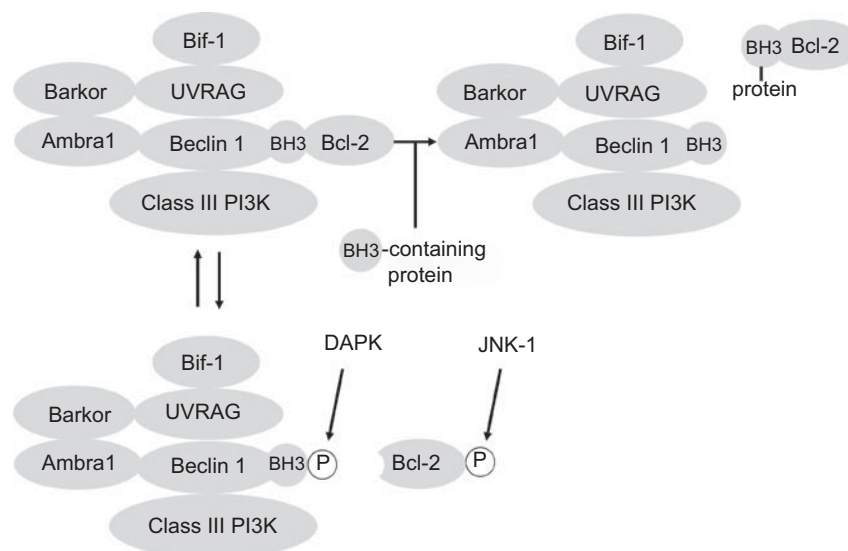 Bif-1
Barkor
UVRAG
Ambra1
Beclin 1
BH3
Bcl-2
Class III PI3K
Bif-1
Barkor
UVRAG
Ambra1
Beclin 1
BH3
Class III PI3K
BH3
Bcl-2
protein
BH3-containing
protein
DAPK
JNK-1
Bif-1
Barkor
UVRAG
Ambra1
Beclin 1
BH3
P
Bcl-2
P
Class III PI3K